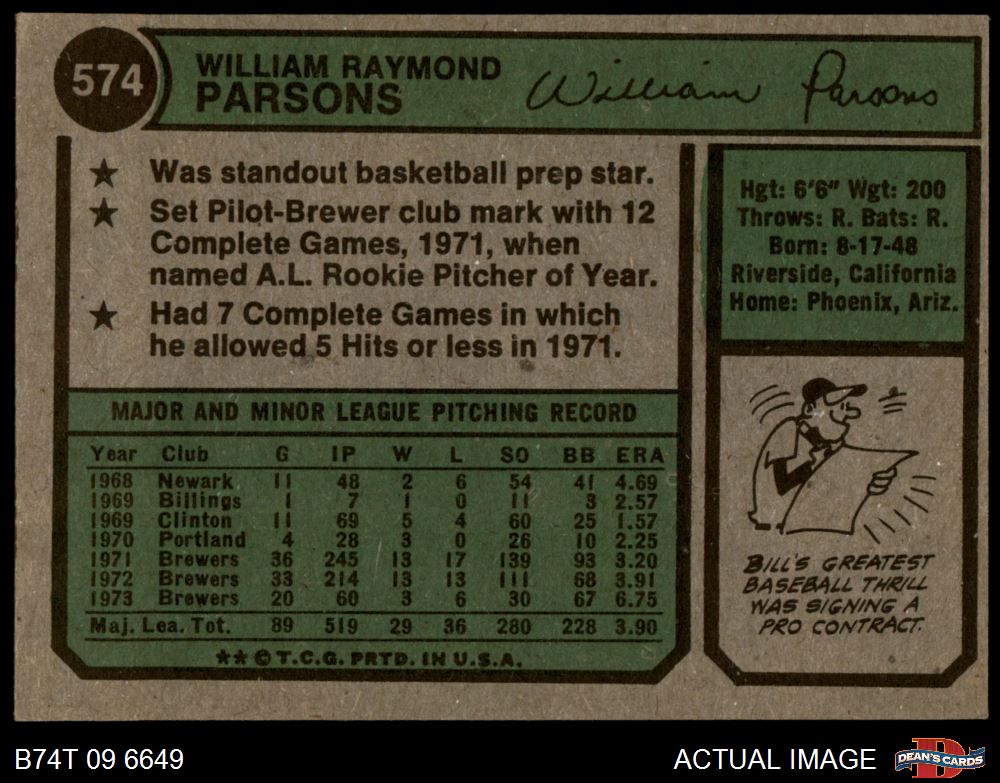 574
WILLIAM RAYMOND
PARSONS
William Parsons
★ Was standout basketball prep star.
★ Set Pilot-Brewer club mark with 12
Complete Games, 1971, when
named A.L. Rookie Pitcher of Year.
★ Had 7 Complete Games in which
he allowed 5 Hits or less in 1971.
Hgt: 6'6" Wgt: 200
Throws: R. Bats: R.
Born: 8-17-48
Riverside, California
Home: Phoenix, Ariz.
MAJOR AND MINOR LEAGUE PITCHING RECORD
Year Club G IP W L SO BB ERA
1968 Newark 11 48 2 6 54 41 4.69
1969 Billings 1 7 1 0 11 3 2.57
1969 Clinton 11 69 5 4 60 25 1.57
1970 Portland 4 28 3 0 26 10 2.25
1971 Brewers 36 245 13 17 139 93 3.20
1972 Brewers 33 214 13 13 111 68 3.91
1973 Brewers 20 60 3 6 30 67 6.75
Maj. Lea. Tot. 89 519 29 36 280 228 3.90
★★ © T.C.G. PRTD. IN U.S.A.
BILL'S GREATEST
BASEBALL THRILL
WAS SIGNING A
PRO CONTRACT.
B74T 09 6649
ACTUAL IMAGE
D
DEAN'S CARDS